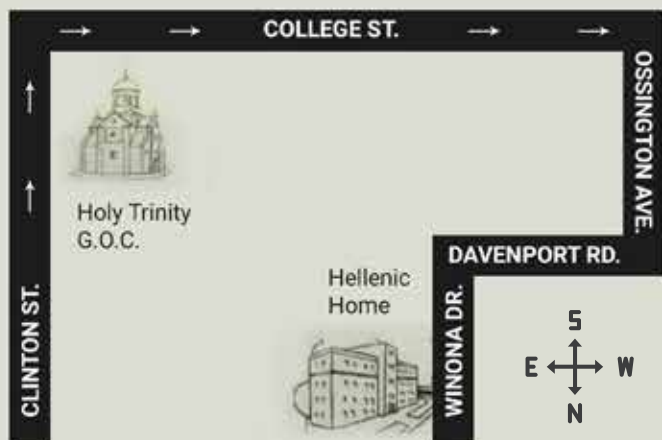 COLLEGE ST.
OSSINGTON AVE.
Holy Trinity
G.O.C.
DAVENPORT RD.
Hellenic
Home
CLINTON ST.
WINONA DR.
S
E W
N